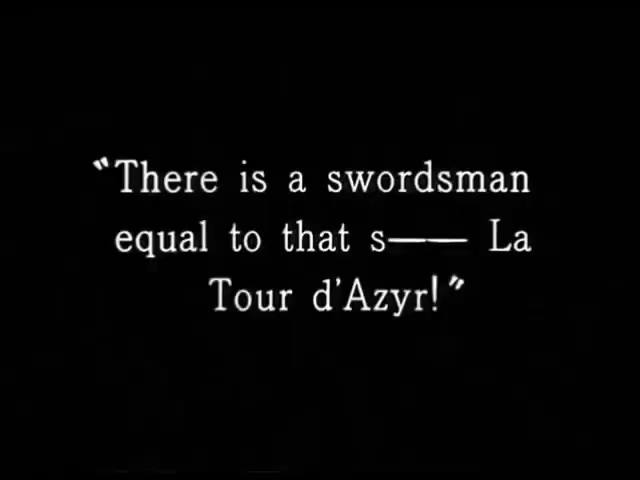 "There is a swordsman
equal to that s—— La
Tour d'Azyr!"